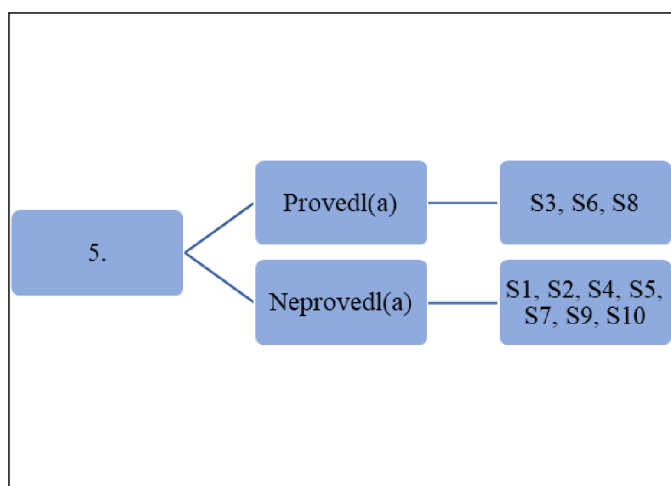 5.
Provedl(a)
S3, S6, S8
Neprovedl(a)
S1, S2, S4, S5,
S7, S9, S10